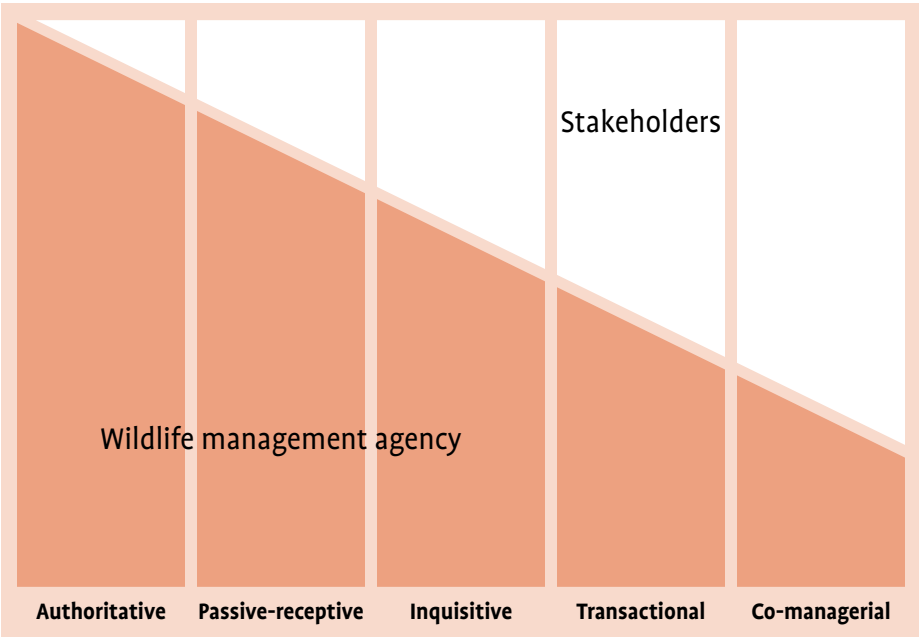 Stakeholders
Wildlife management agency
Authoritative Passive-receptive Inquisitive Transactional Co-managerial